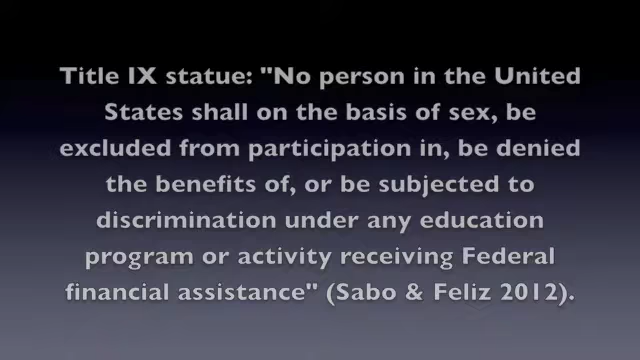 Title IX statue: "No person in the United
States shall on the basis of sex, be
excluded from participation in, be denied
the benefits of, or be subjected to
discrimination under any education
program or activity receiving Federal
financial assistance" (Sabo & Feliz 2012).